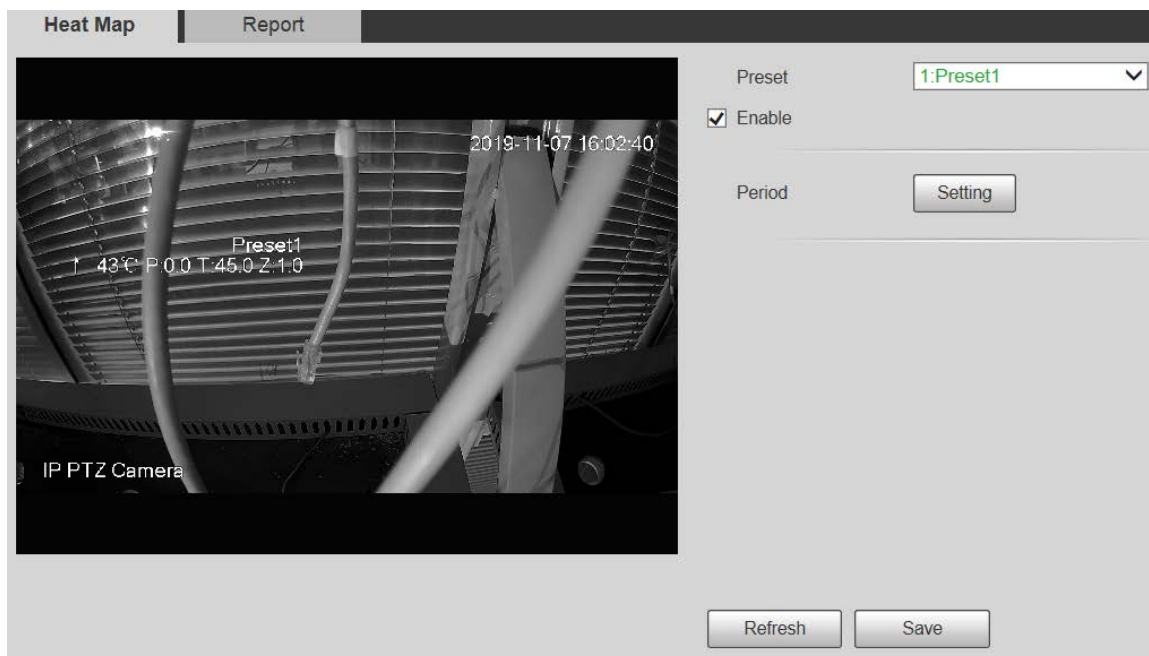 Heat Map
Report
2019-11-07 16:02:40
Preset1
↑ 43℃ P:0.0 T:45.0 Z:1.0
IP PTZ Camera
Preset
1:Preset1
Enable
Period
Setting
Refresh
Save